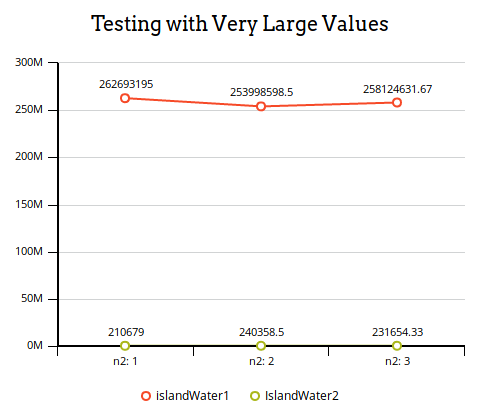 Testing with Very Large Values
300M
262693195
253998598.5
258124631.67
250M
200M
150M
100M
50M
210679
240358.5
231654.33
0M
n2: 1
n2: 2
n2: 3
islandWater1
IslandWater2